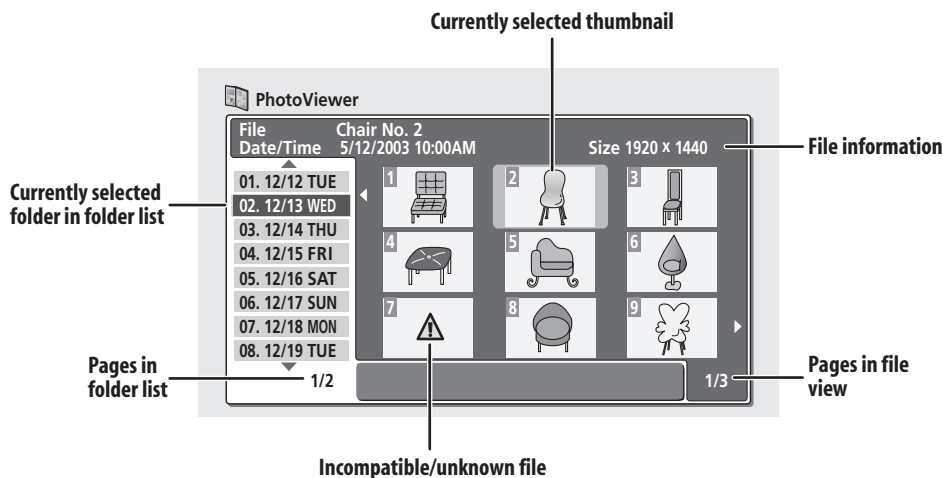 Currently selected thumbnail
PhotoViewer
File Chair No. 2
Date/Time 5/12/2003 10:00AM Size 1920 x 1440
File information
Currently selected
folder in folder list
01. 12/12 TUE
02. 12/13 WED
03. 12/14 THU
04. 12/15 FRI
05. 12/16 SAT
06. 12/17 SUN
07. 12/18 MON
08. 12/19 TUE
1 2 3
4 5 6
7 8 9
Pages in
folder list
1/2
1/3
Pages in file
view
Incompatible/unknown file